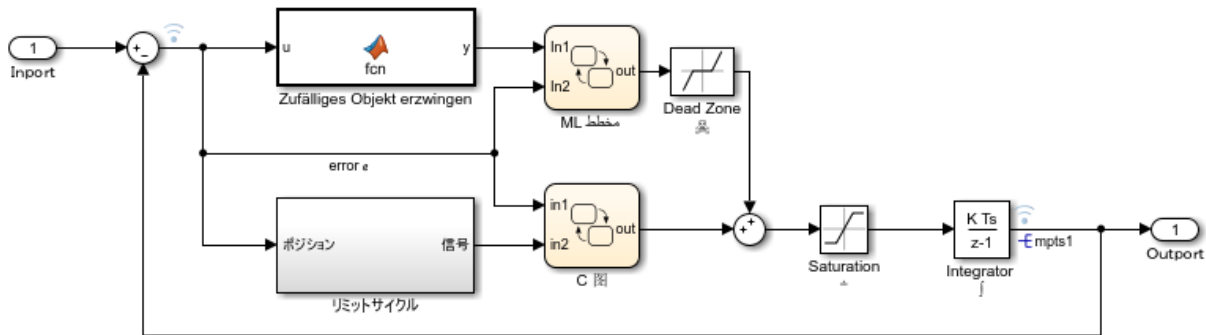 1
Inport
+
−
u
fcn
y
Zufälliges Objekt erzwingen
In1
In2
out
ML مخطط
Dead Zone
error e
ポジション
信号
リミットサイクル
in1
in2
out
C 图
+
+
Saturation
K Ts
z-1
Integrator
∫
mpts1
1
Outport